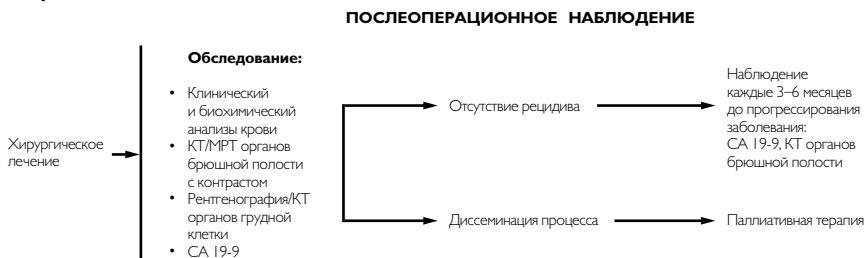 ПОСЛЕОПЕРАЦИОННОЕ НАБЛЮДЕНИЕ
Хирургическое
лечение
Обследование:
• Клинический
и биохимический
анализы крови
• КТ/МРТ органов
брюшной полости
с контрастом
• Рентгенография/КТ
органов грудной
клетки
• СА 19-9
Отсутствие рецидива
Наблюдение
каждые 3–6 месяцев
до прогрессирования
заболевания:
СА 19-9, КТ органов
брюшной полости
Диссеминация процесса
Паллиативная терапия